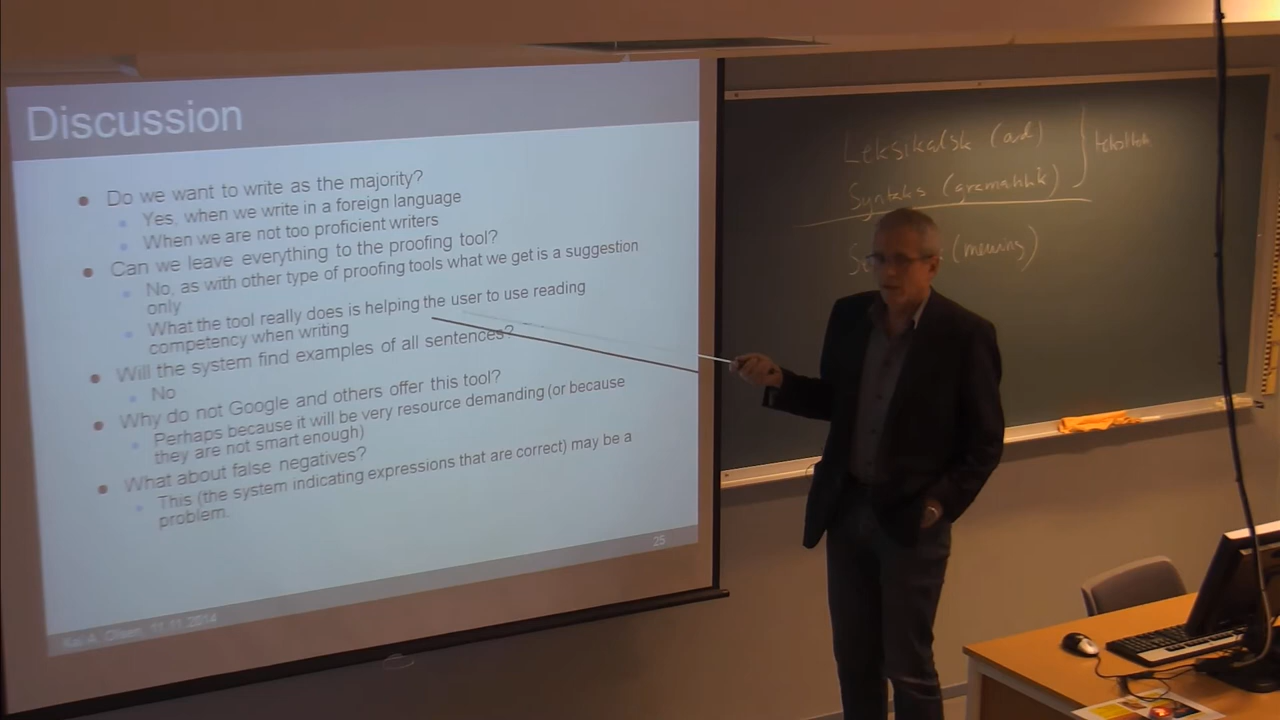 Discussion
Do we want to write as the majority?
Yes, when we write in a foreign language
When we are not too proficient writers
Can we leave everything to the proofing tool?
No, as with other type of proofing tools what we get is a suggestion
only
What the tool really does is helping the user to use reading
competency when writing
Will the system find examples of all sentences?
No
Why do not Google and others offer this tool?
Perhaps because it will be very resource demanding (or because
they are not smart enough)
What about false negatives?
This (the system indicating expressions that are correct) may be a
problem.
25
Kai A. Olsen, 11.11.2014
Leksikalsk (ord)
Syntaks (gramatikk)
(mening)